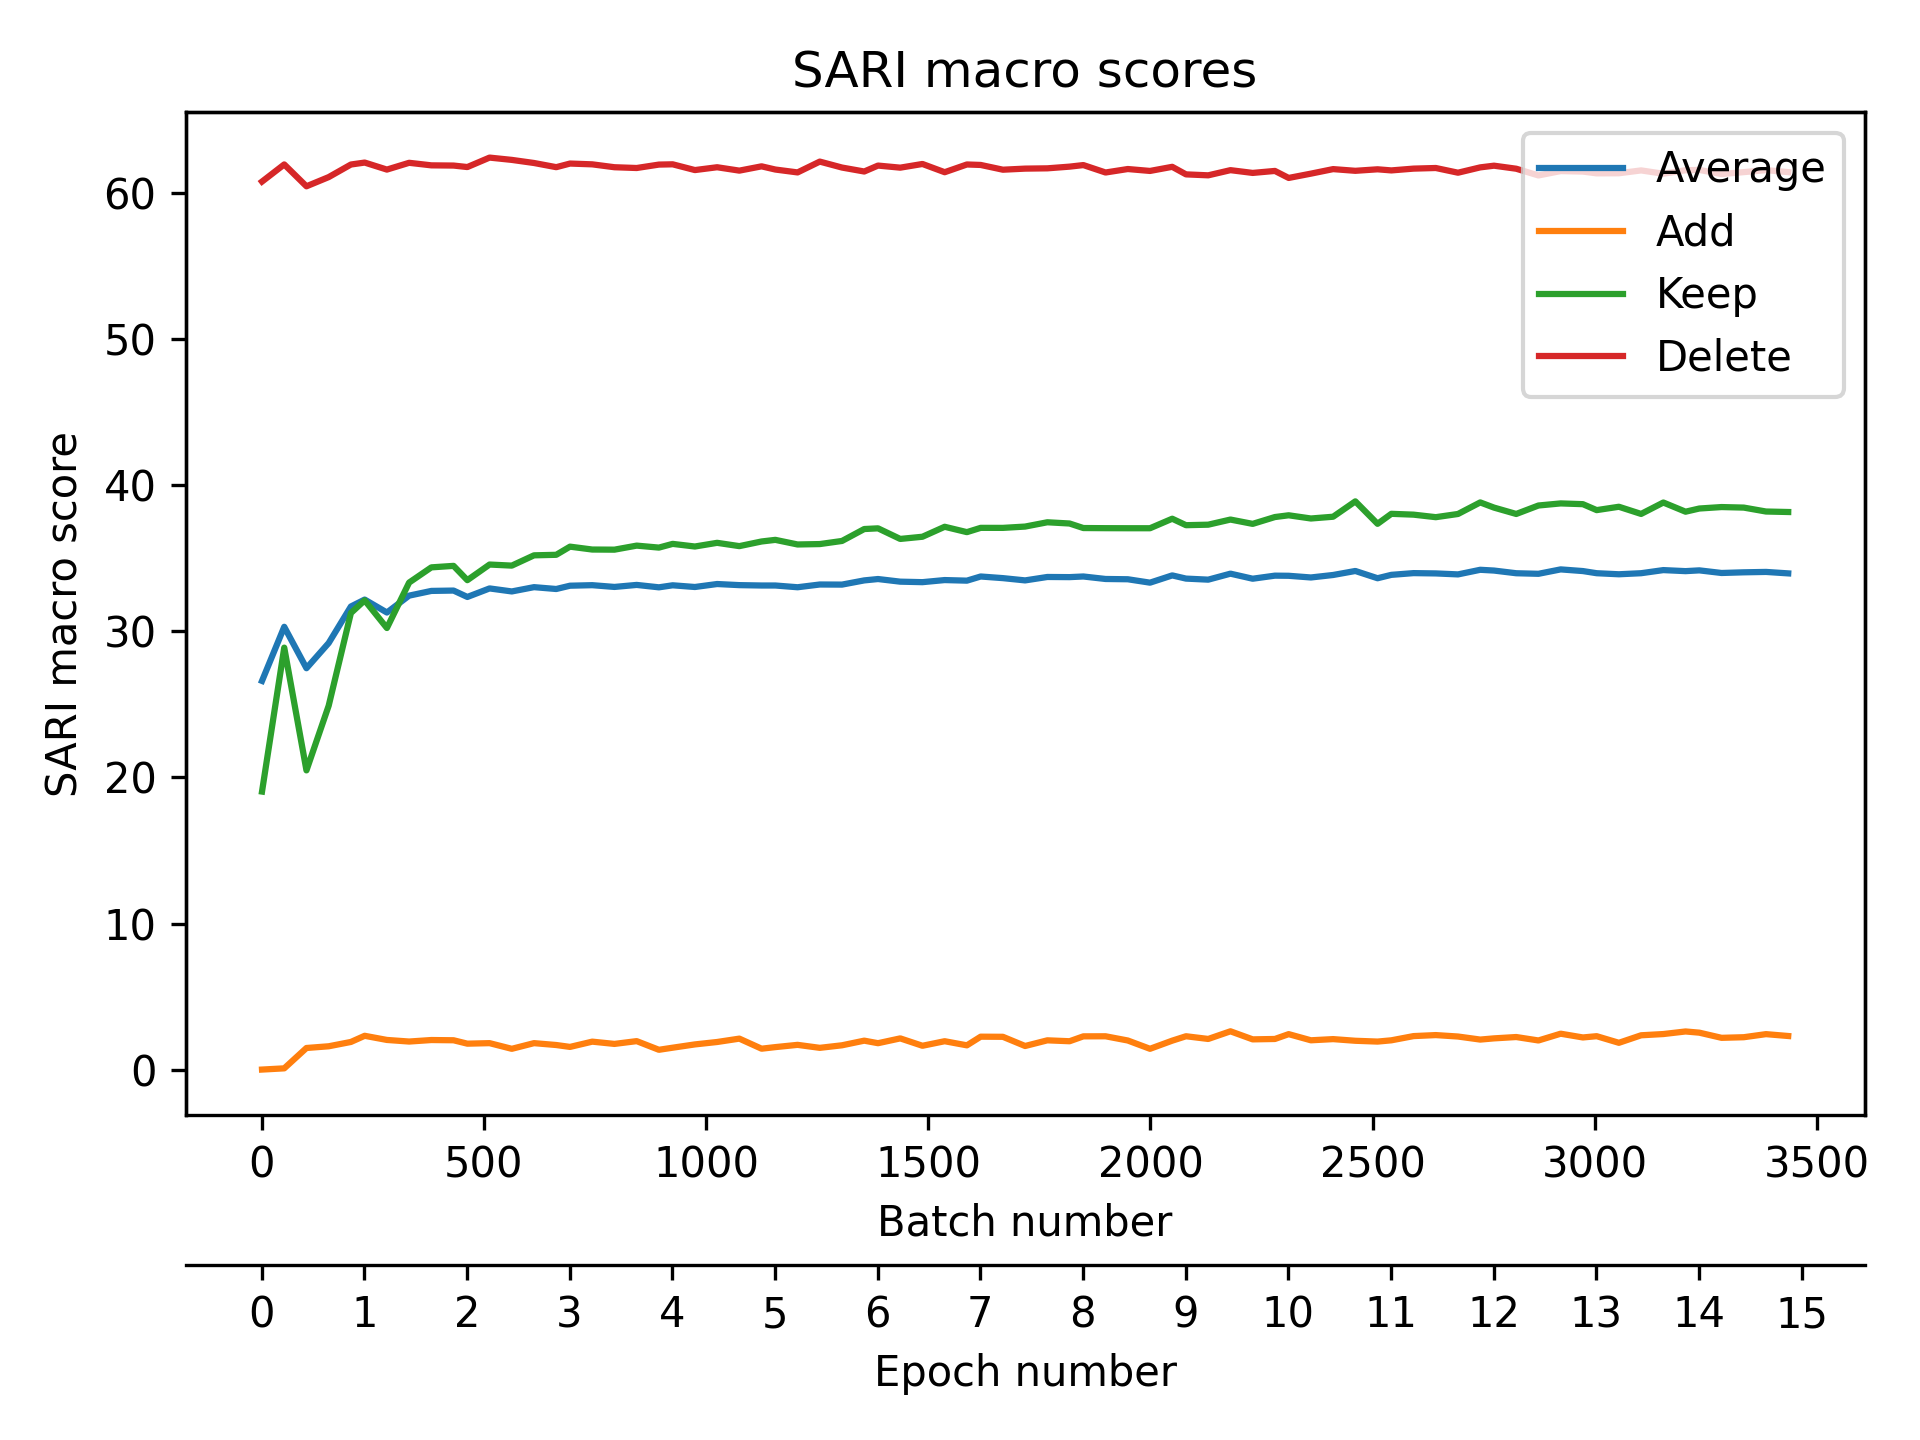 SARI macro scores
SARI macro score
60
50
40
30
20
10
0
Average
Add
Keep
Delete
0 500 1000 1500 2000 2500 3000 3500
Batch number
0 1 2 3 4 5 6 7 8 9 10 11 12 13 14 15
Epoch number